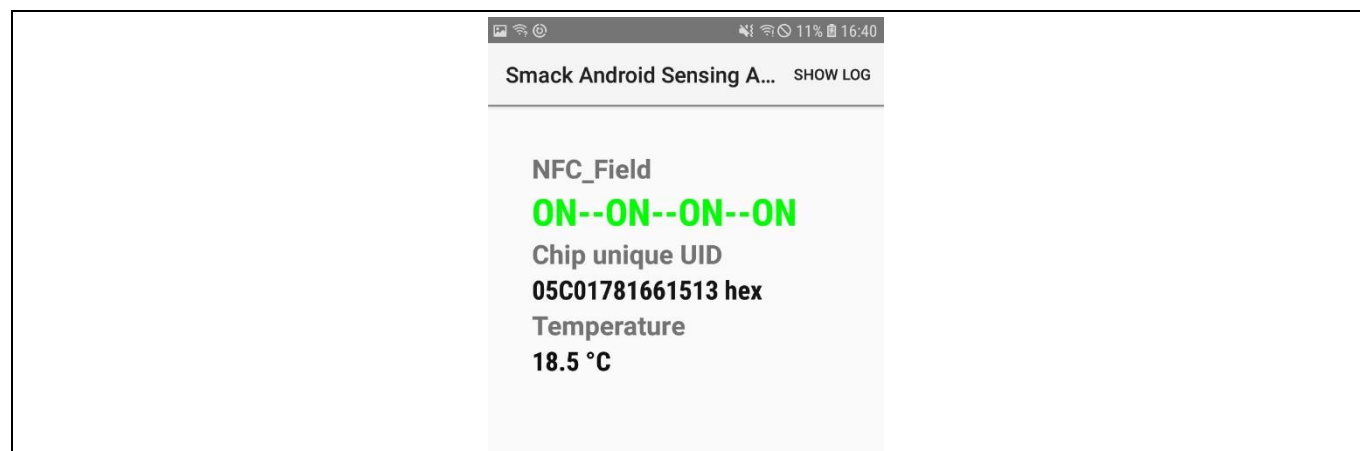 11% 16:40
Smack Android Sensing A... SHOW LOG
NFC_Field
ON--ON--ON--ON
Chip unique UID
05C01781661513 hex
Temperature
18.5 °C